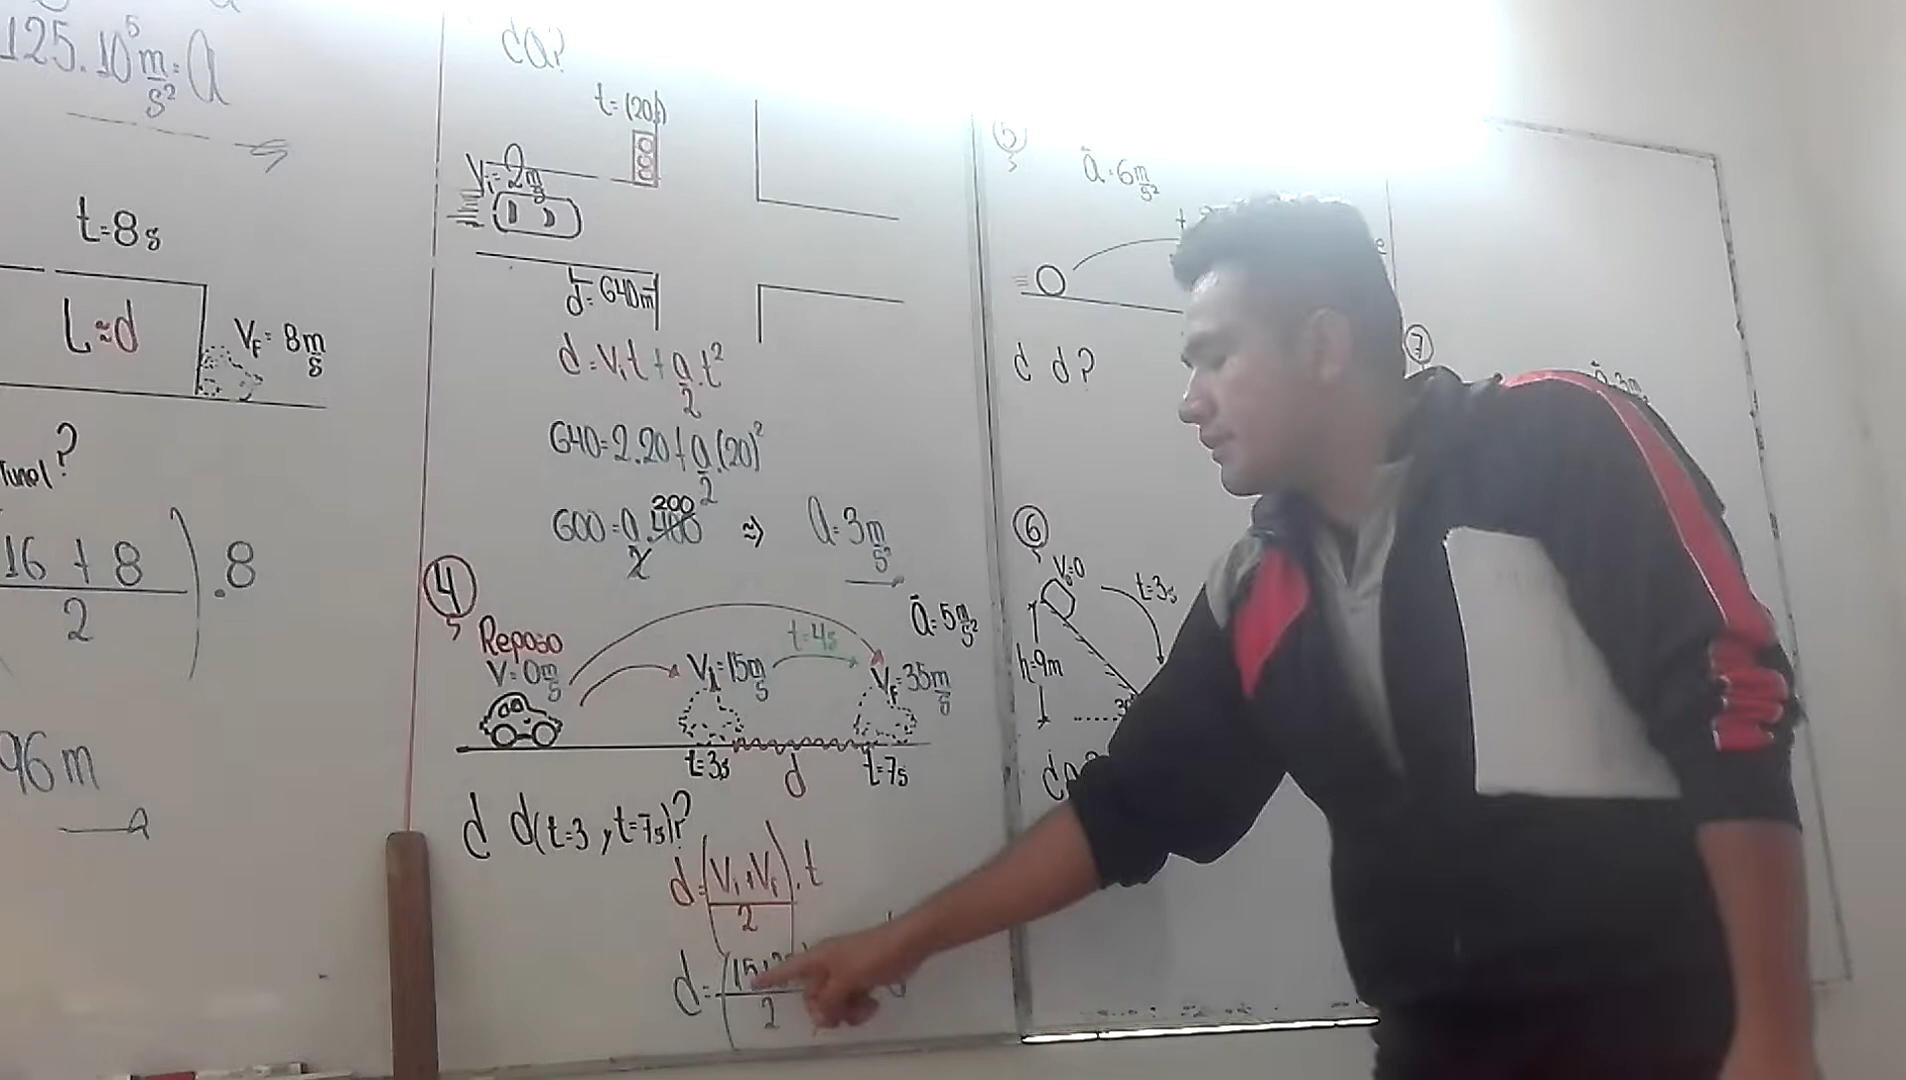 125.10⁵ m/s² = a
t=8s
L≈d
V_F= 8 m/s
Tunel?
16 + 8
2
).8
96 m
¿a?
t=(20s)
V_i= 2 m/s
d=640m
d=V_i t + a/2 . t²
640=2.20 + a/2 .(20)²
600=a.400/2
200
⇒ a=3 m/s²
4
Reposo
V=0 m/s
V_i=15 m/s
t=4s
V_F=35 m/s
a=5 m/s²
t=3s
d
t=7s
¿ d(t=3 y t=7s)?
d=(V_i+V_F/2).t
d=(15+
2
5
a=6 m/s²
¿ d?
6
V_0=0
t=3s
h=9m
7